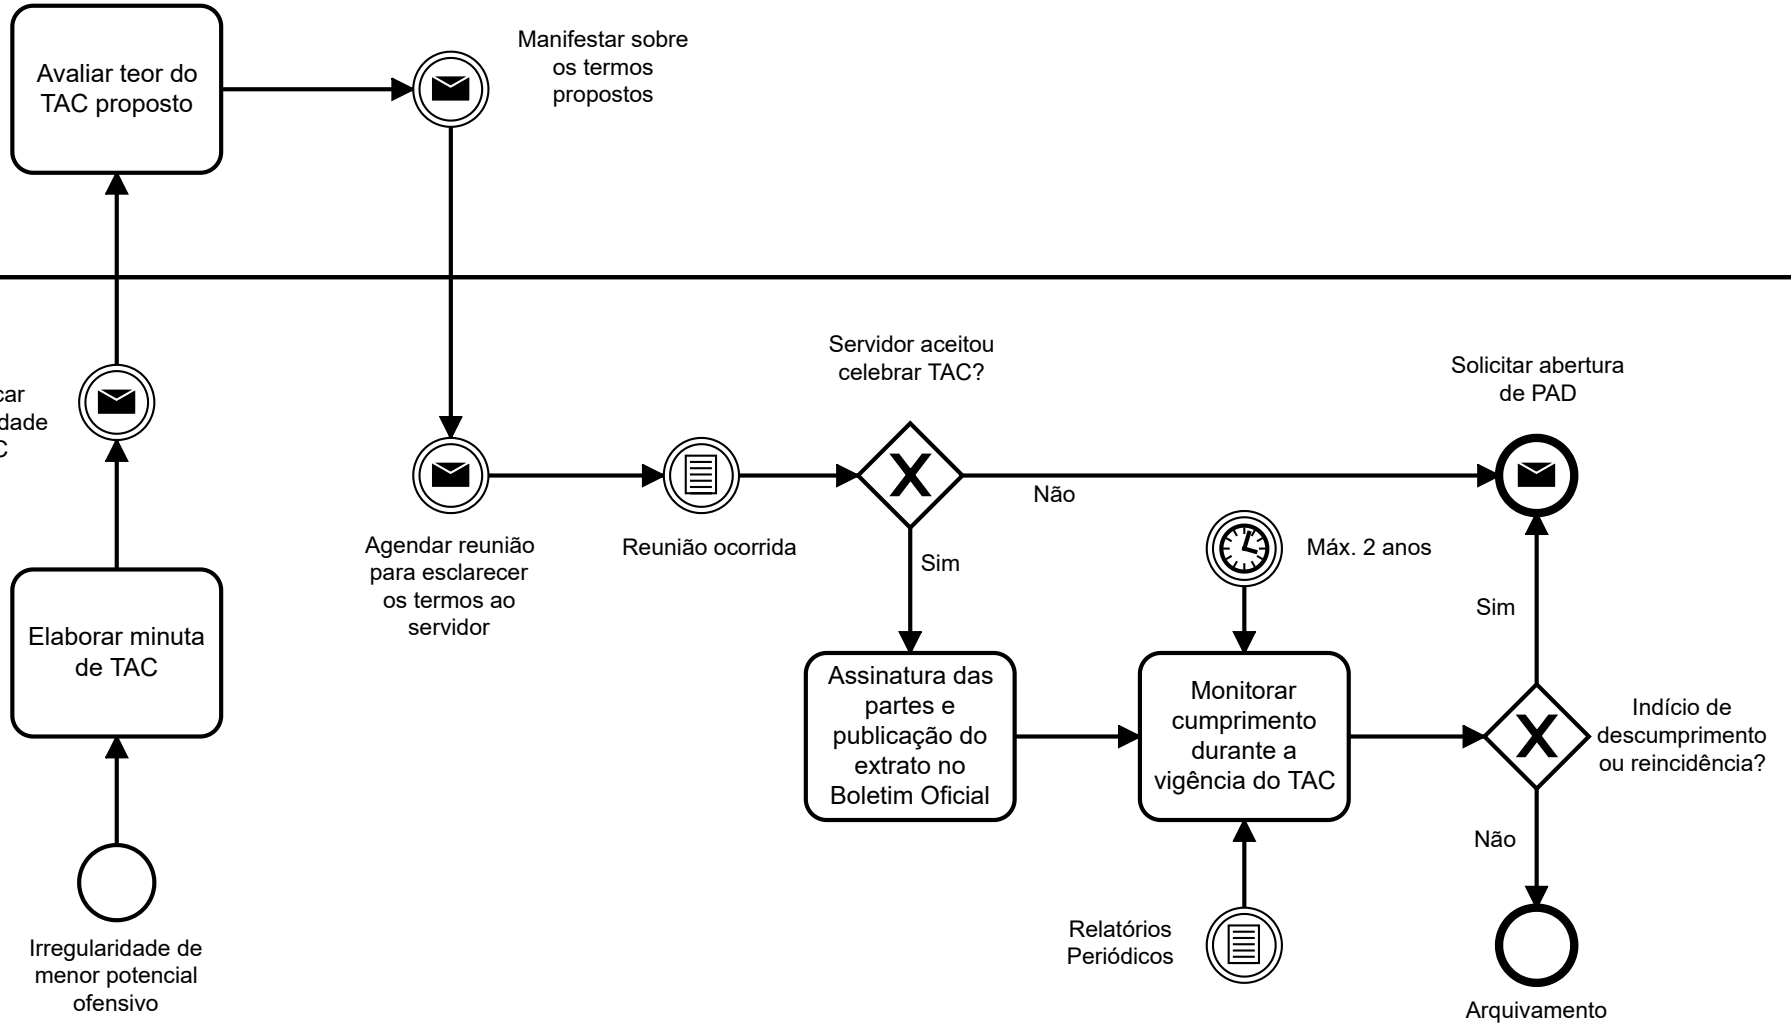 Avaliar teor do
TAC proposto
Manifestar sobre
os termos
propostos
Servidor aceitou
celebrar TAC?
Solicitar abertura
de PAD
Não
Agendar reunião
para esclarecer
os termos ao
servidor
Reunião ocorrida
Sim
Máx. 2 anos
Sim
Elaborar minuta
de TAC
Assinatura das
partes e
publicação do
extrato no
Boletim Oficial
Monitorar
cumprimento
durante a
vigência do TAC
Indício de
descumprimento
ou reincidência?
Não
Irregularidade de
menor potencial
ofensivo
Relatórios
Periódicos
Arquivamento